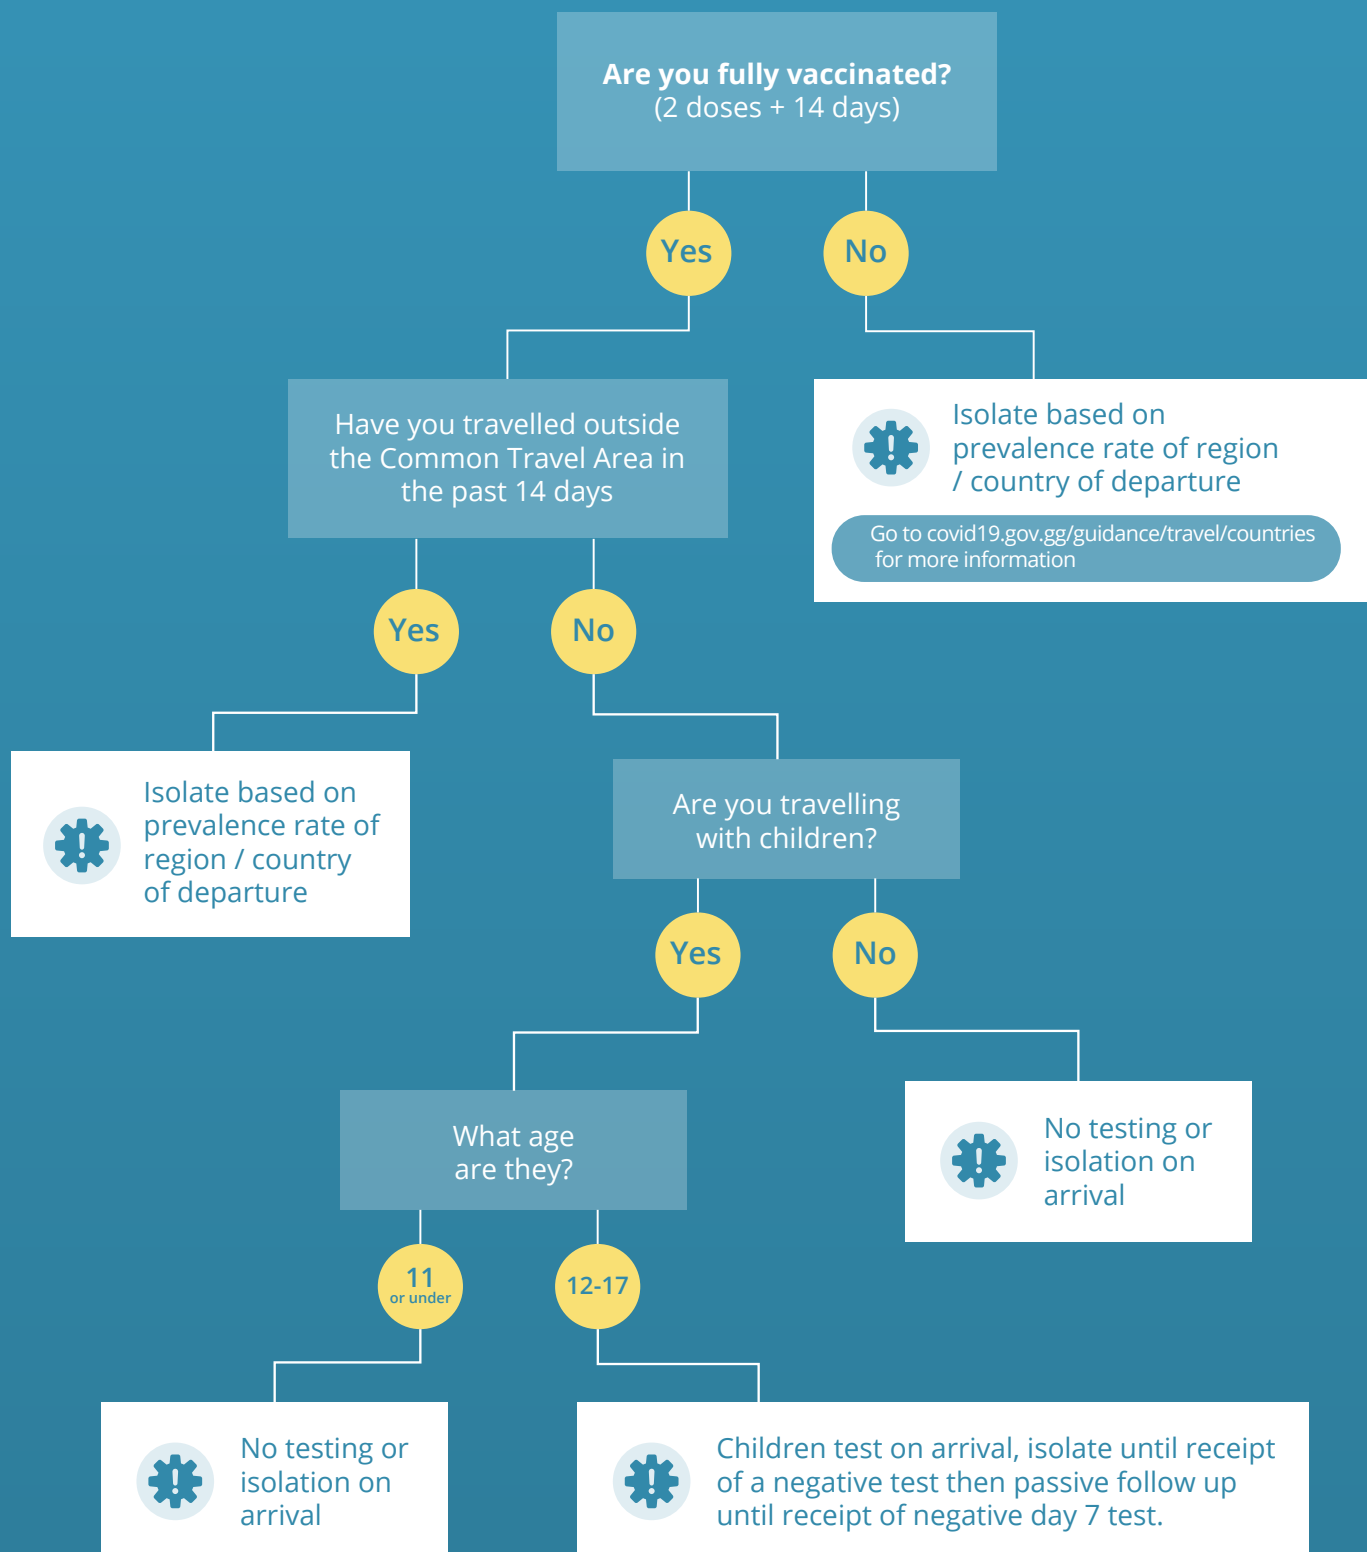 Are you fully vaccinated?
(2 doses + 14 days)
Yes
No
Have you travelled outside
the Common Travel Area in
the past 14 days
Isolate based on
prevalence rate of region
/ country of departure
Go to covid19.gov.gg/guidance/travel/countries
for more information
Yes
No
Isolate based on
prevalence rate of
region / country
of departure
Are you travelling
with children?
Yes
No
What age
are they?
No testing or
isolation on
arrival
11
or under
12-17
No testing or
isolation on
arrival
Children test on arrival, isolate until receipt
of a negative test then passive follow up
until receipt of negative day 7 test.